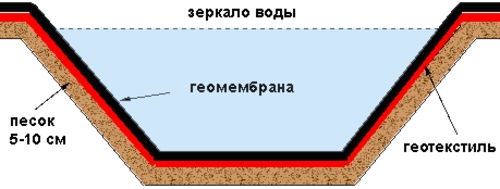 зеркало воды
геомембрана
песок
5-10 см
геотекстиль